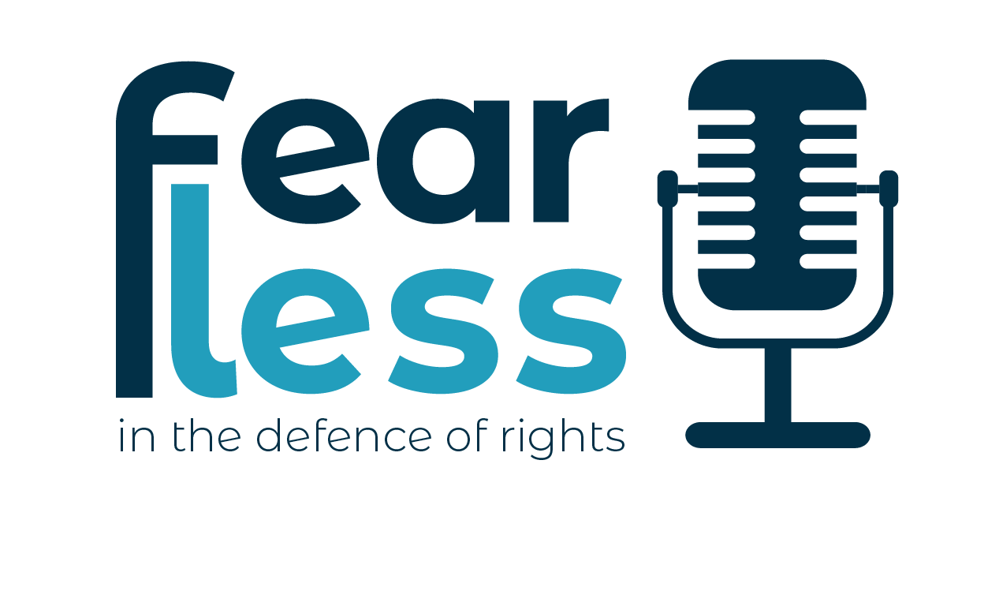 fear
less
in the defence of rights